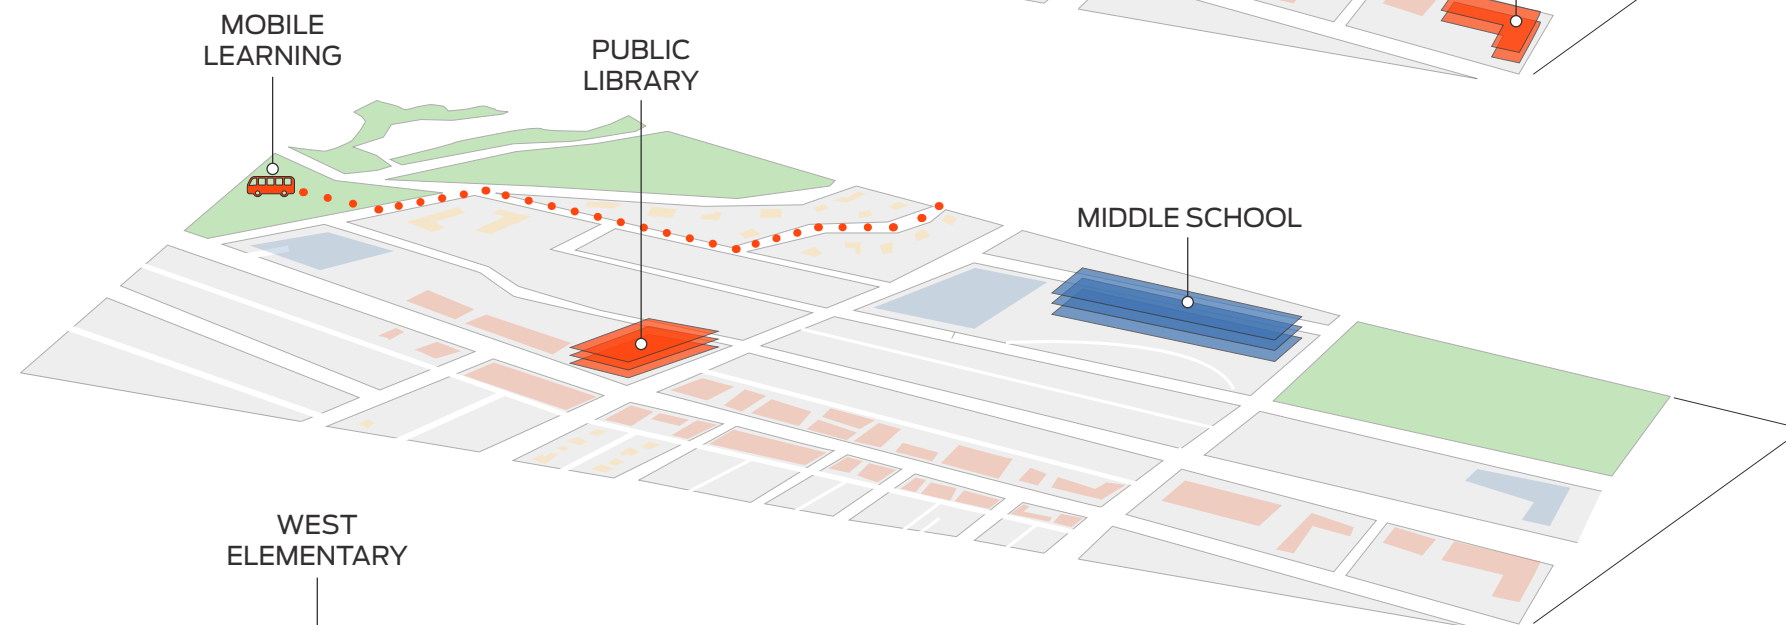 MOBILE
LEARNING
PUBLIC
LIBRARY
MIDDLE SCHOOL
WEST
ELEMENTARY